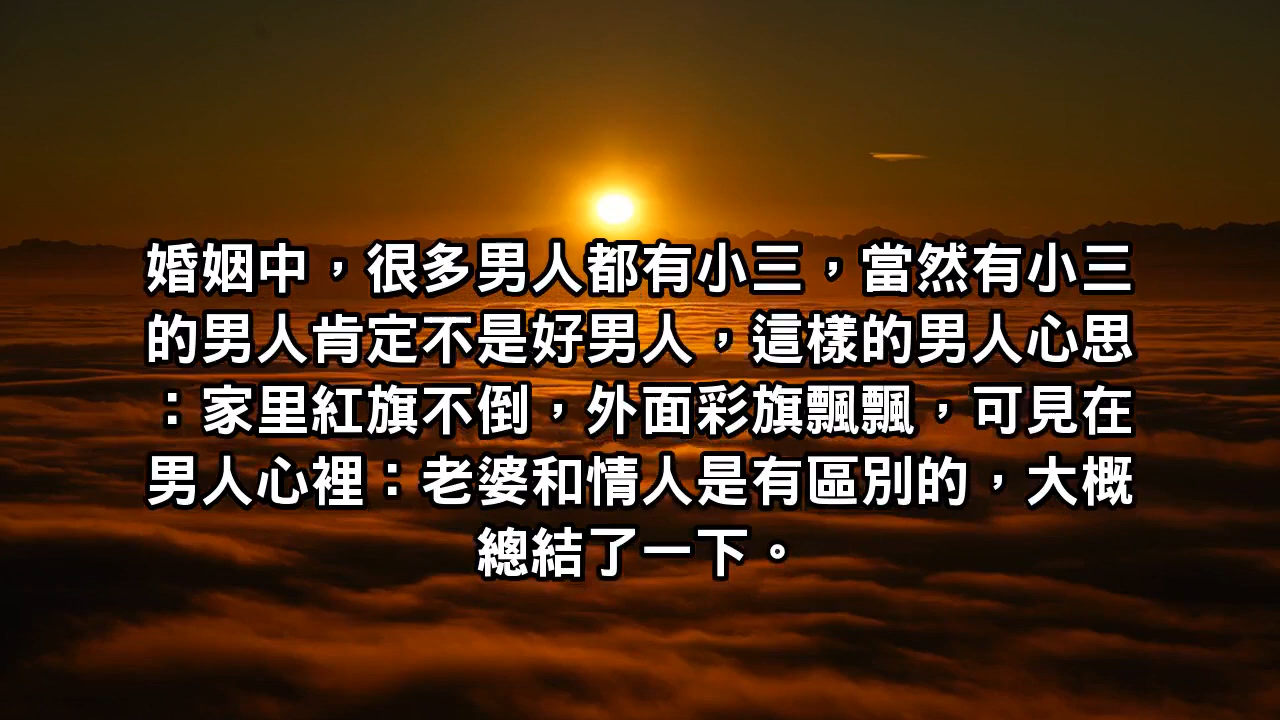 婚姻中，很多男人都有小三，當然有小三
的男人肯定不是好男人，這樣的男人心思
：家里紅旗不倒，外面彩旗飄飄，可見在
男人心裡：老婆和情人是有區別的，大概
總結了一下。